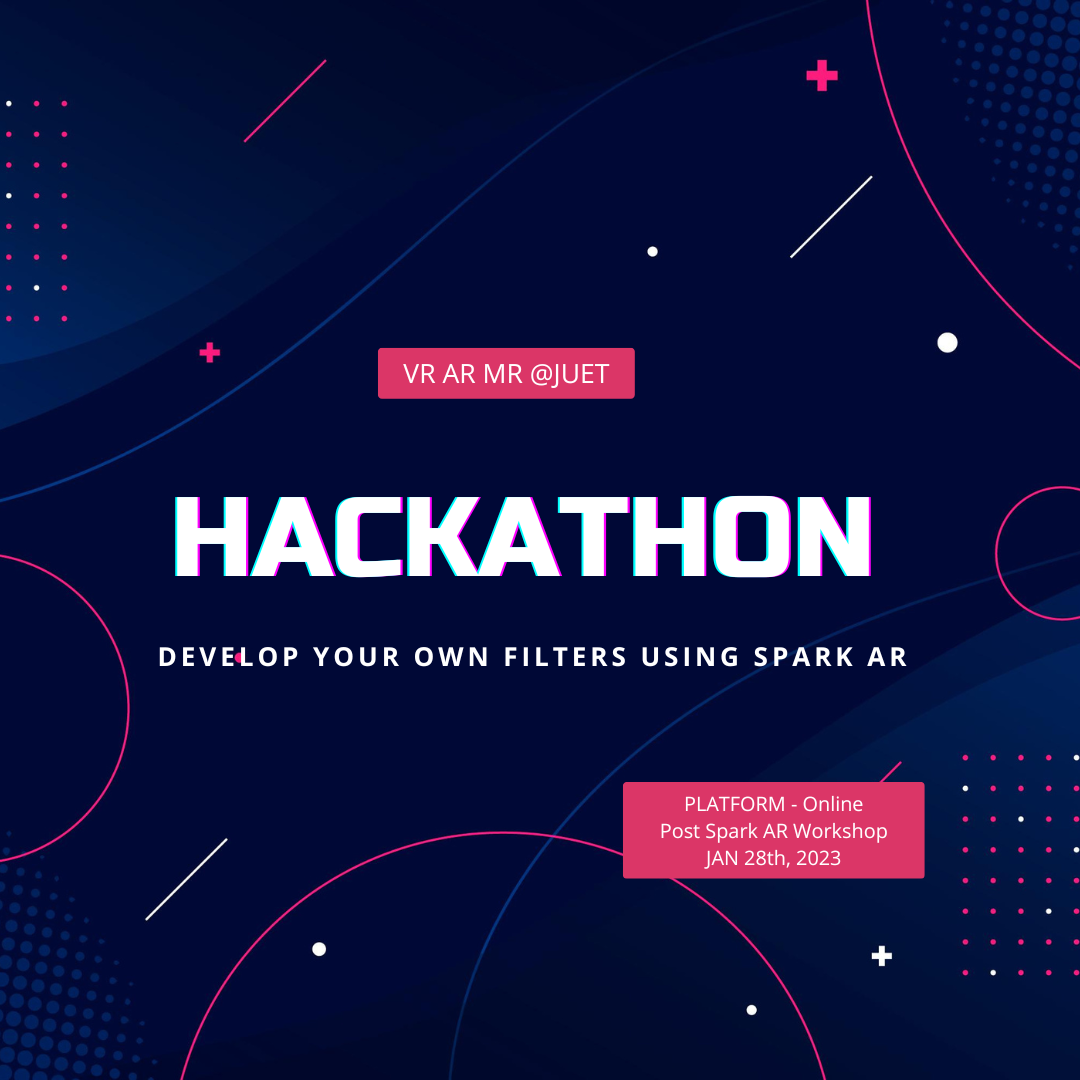 VR AR MR @JUET
HACKATHON
DEVELOP YOUR OWN FILTERS USING SPARK AR
PLATFORM - Online
Post Spark AR Workshop
JAN 28th, 2023